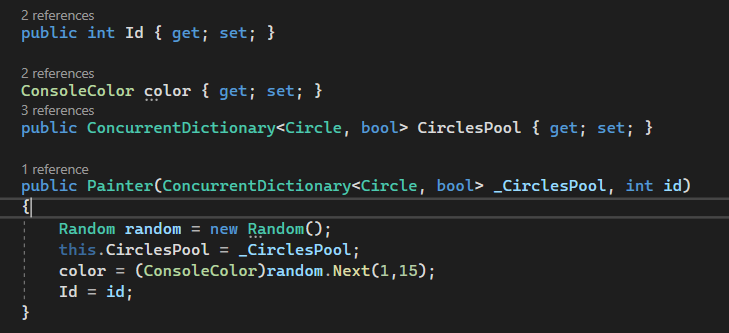 2 references
public int Id { get; set; }
2 references
ConsoleColor color { get; set; }
3 references
public ConcurrentDictionary<Circle, bool> CirclesPool { get; set; }
1 reference
public Painter(ConcurrentDictionary<Circle, bool> _CirclesPool, int id)
{
Random random = new Random();
this.CirclesPool = _CirclesPool;
color = (ConsoleColor)random.Next(1,15);
Id = id;
}